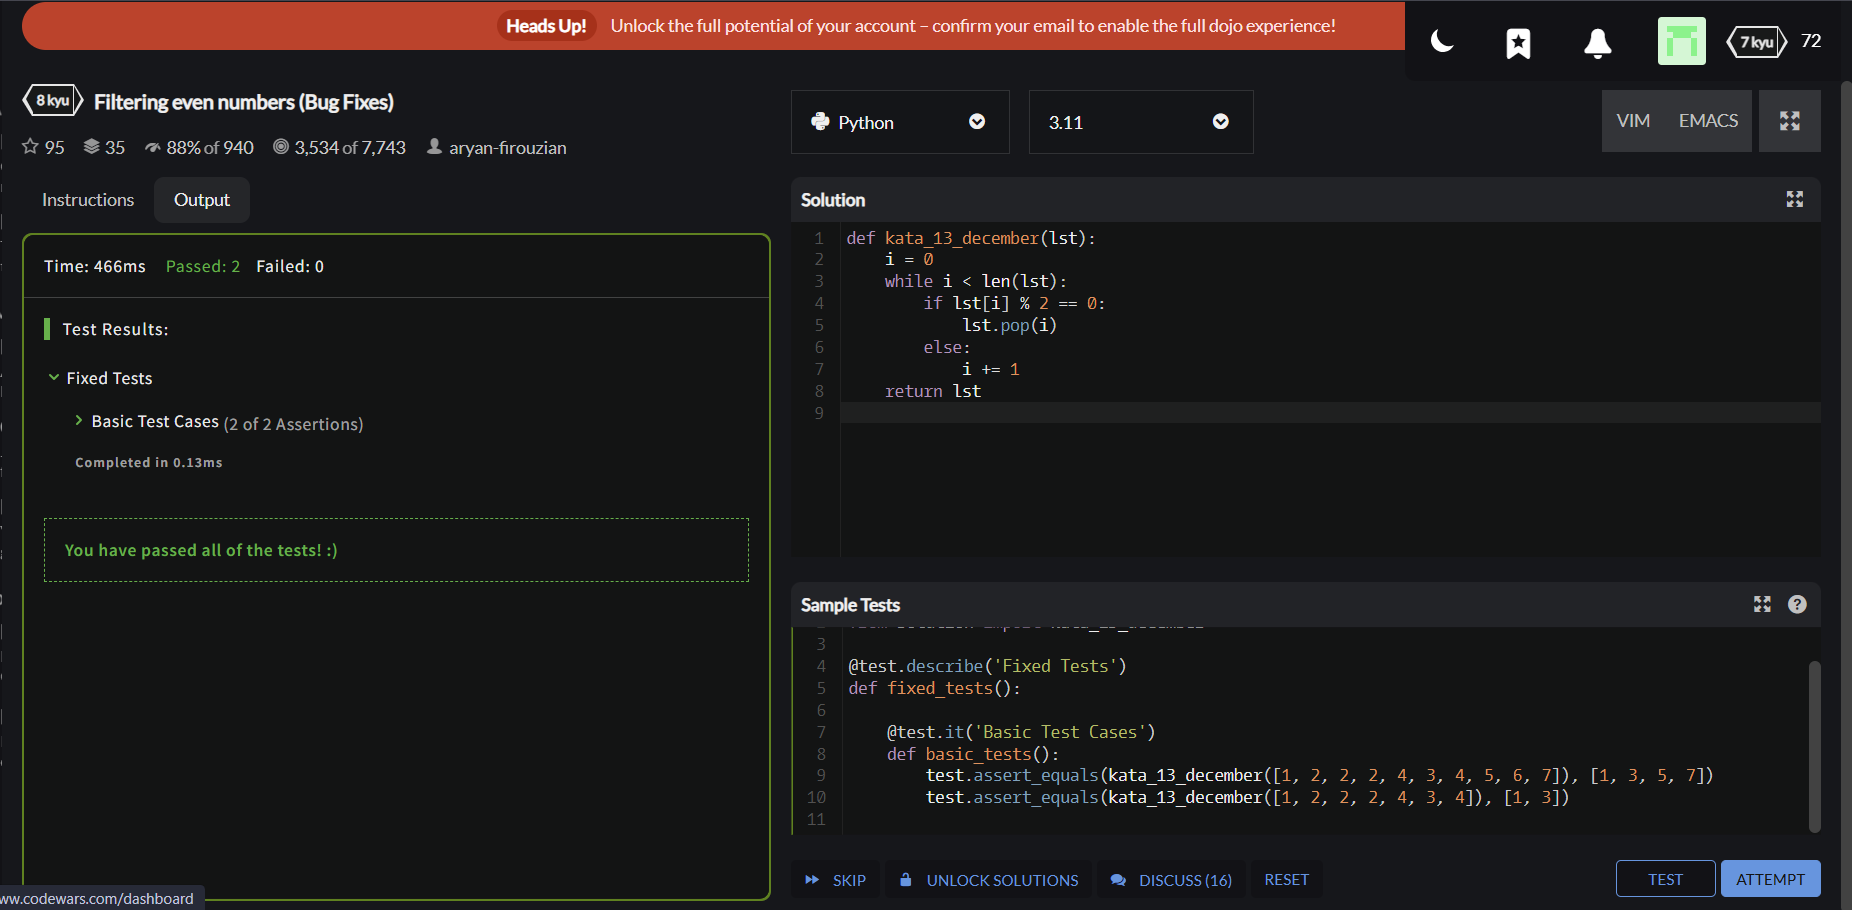 Heads Up! Unlock the full potential of your account – confirm your email to enable the full dojo experience!
7 kyu 72
8 kyu Filtering even numbers (Bug Fixes)
95 35 88% of 940 3,534 of 7,743 aryan-firouzian
Instructions Output
Time: 466ms Passed: 2 Failed: 0
Test Results:
Fixed Tests
Basic Test Cases (2 of 2 Assertions)
Completed in 0.13ms
You have passed all of the tests! :)
ww.codewars.com/dashboard
Python 3.11 VIM EMACS
Solution
1 def kata_13_december(lst):
2     i = 0
3     while i < len(lst):
4         if lst[i] % 2 == 0:
5             lst.pop(i)
6         else:
7             i += 1
8     return lst
9
Sample Tests
3
4 @test.describe('Fixed Tests')
5 def fixed_tests():
6
7     @test.it('Basic Test Cases')
8     def basic_tests():
9         test.assert_equals(kata_13_december([1, 2, 2, 2, 4, 3, 4, 5, 6, 7]), [1, 3, 5, 7])
10         test.assert_equals(kata_13_december([1, 2, 2, 2, 4, 3, 4]), [1, 3])
11
SKIP UNLOCK SOLUTIONS DISCUSS (16) RESET TEST ATTEMPT